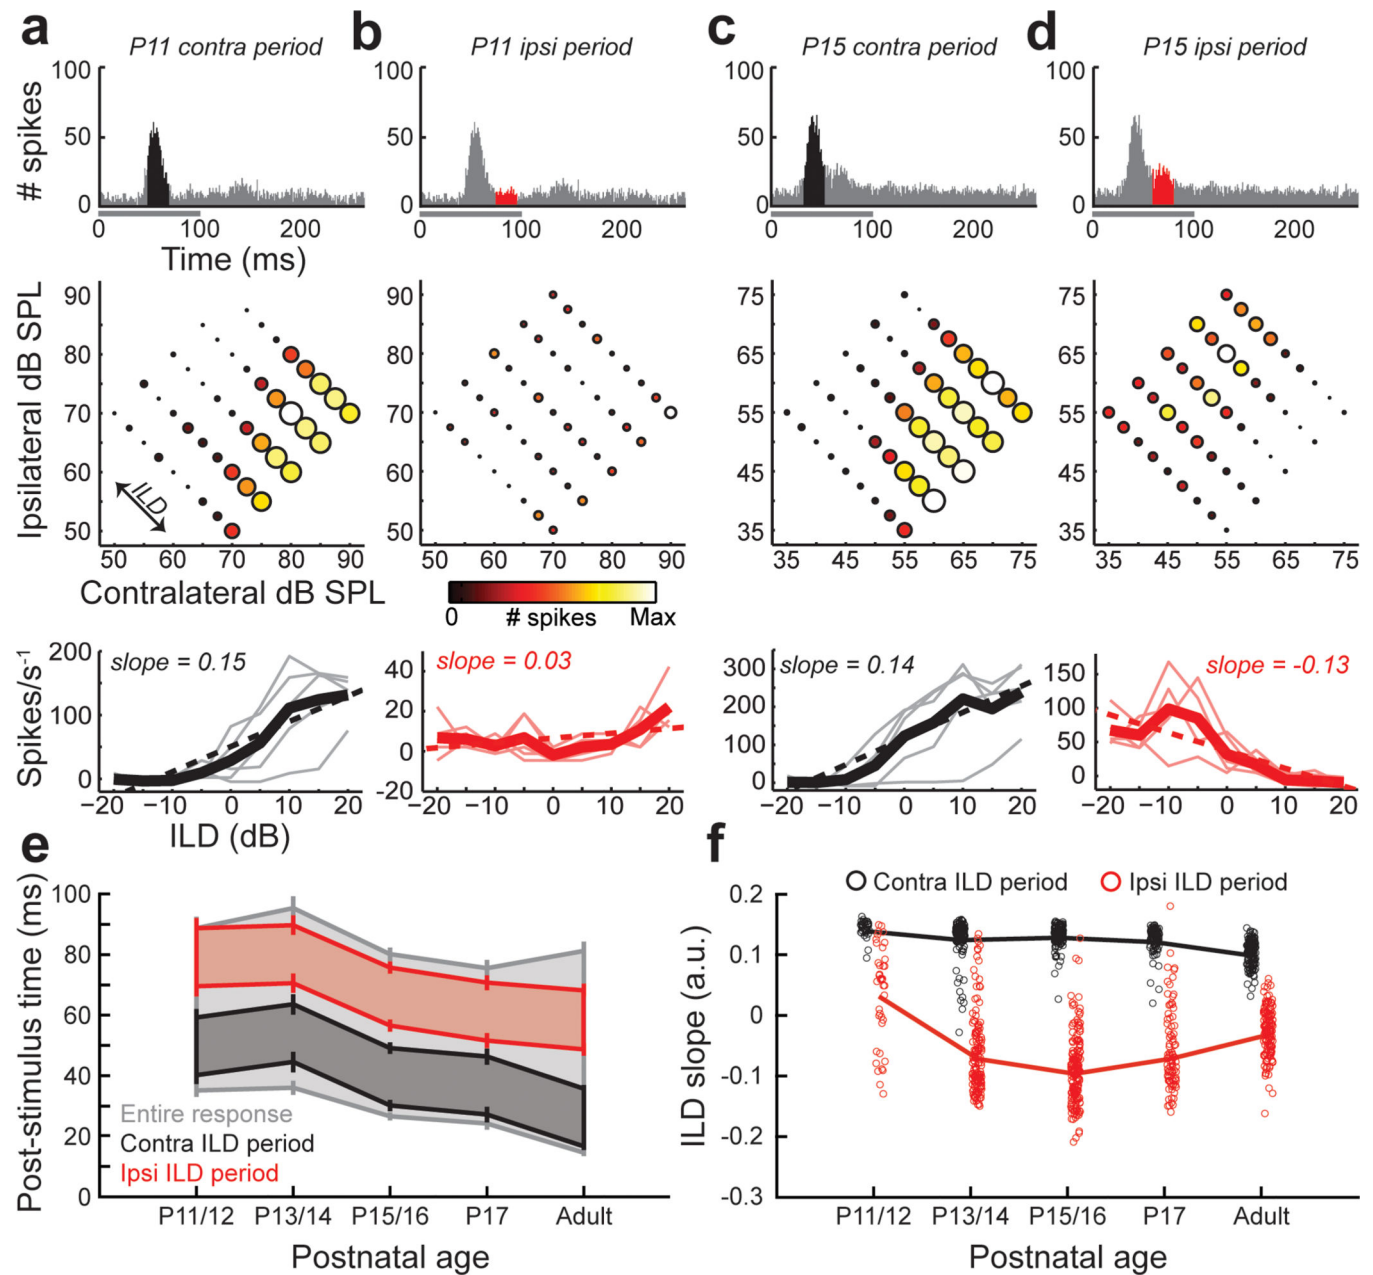 a b c d
P11 contra period
P11 ipsi period
P15 contra period
P15 ipsi period
# spikes
100 100 100 100
50 50 50 50
0 0 0 0
0 100 200
0 100 200
0 100 200
0 100 200
Time (ms)
Ipsilateral dB SPL
90 90 75 75
80 80 65 65
70 70 55 55
60 60 45 45
50 50 35 35
ILD
50 60 70 80 90
50 60 70 80 90
35 45 55 65 75
35 45 55 65 75
Contralateral dB SPL
0 # spikes Max
Spikes/s-1
200
100
0
slope = 0.15
−20 −10 0 10 20
ILD (dB)
40
20
0
−20
slope = 0.03
−20 −10 0 10 20
300
200
100
0
slope = 0.14
−20 −10 0 10 20
150
100
50
0
slope = -0.13
−20 −10 0 10 20
e
Post-stimulus time (ms)
100
80
60
40
20
0
Entire response
Contra ILD period
Ipsi ILD period
P11/12 P13/14 P15/16 P17 Adult
Postnatal age
f
Contra ILD period Ipsi ILD period
ILD slope (a.u.)
0.2
0.1
0
-0.1
-0.2
-0.3
P11/12 P13/14 P15/16 P17 Adult
Postnatal age